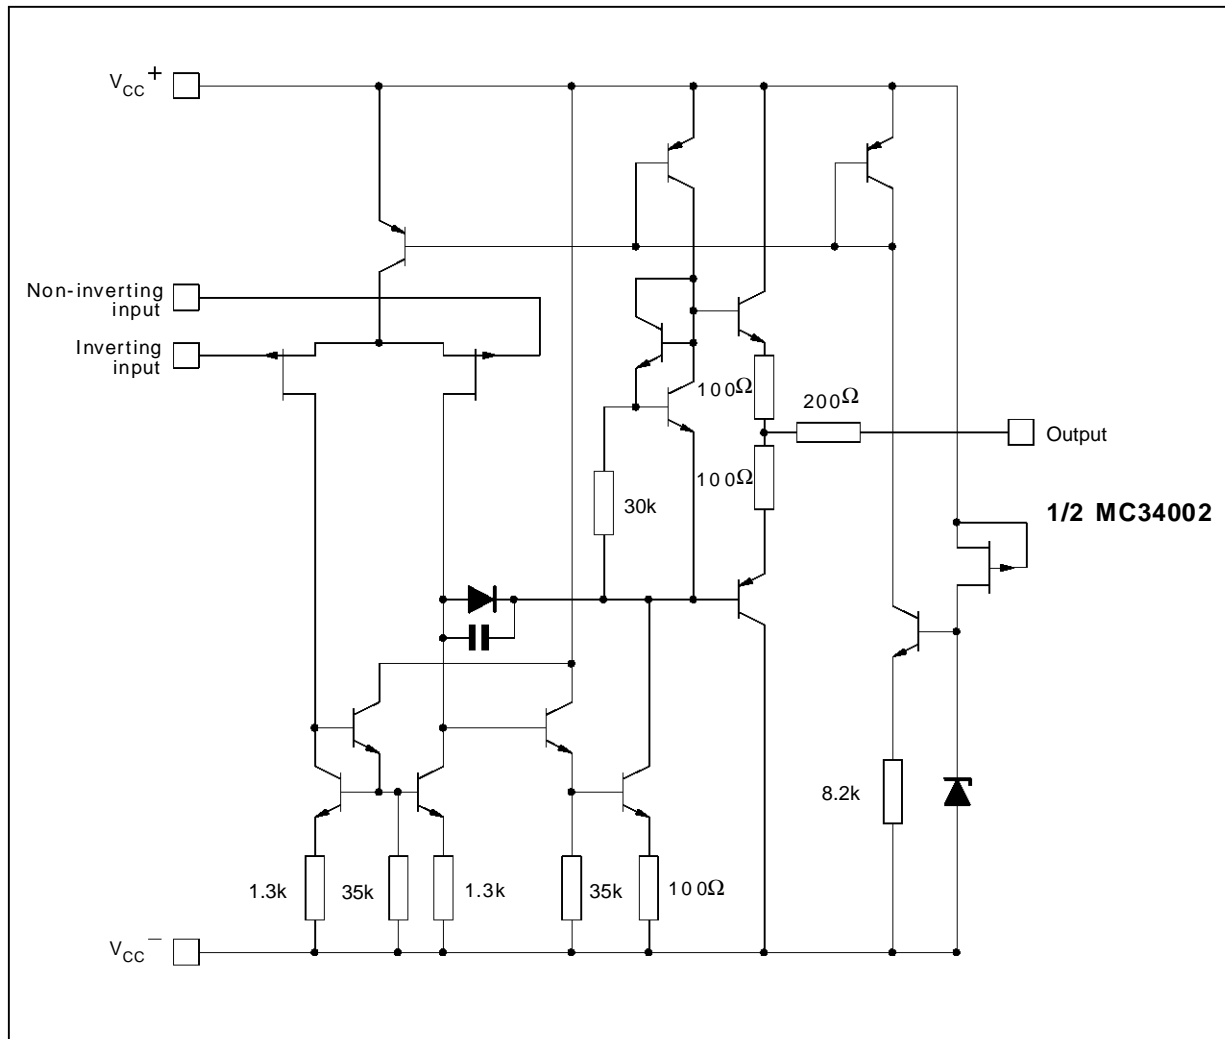 VCC+
Non-inverting
input
Inverting
input
100Ω
200Ω
Output
100Ω
30k
1/2 MC34002
8.2k
1.3k
35k
1.3k
35k
100Ω
VCC−